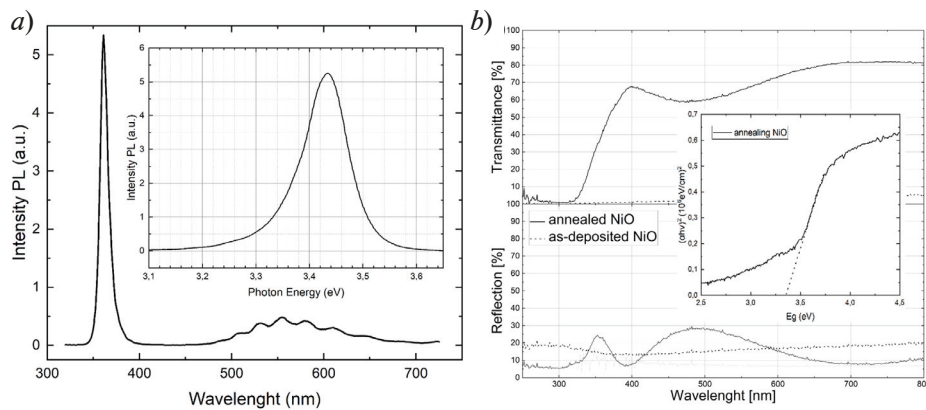 a)
Intensity PL (a.u.)
5
4
3
2
1
0
300 400 500 600 700
Wavelenght (nm)
Intensity PL (a.u.)
6
5
4
3
2
1
0
3,1 3,2 3,3 3,4 3,5 3,6
Photon Energy (eV)
b)
Transmittance [%]
100
90
80
70
60
50
40
30
20
10
100
90
80
70
60
50
40
30
20
10
0
Reflection [%]
annealed NiO
as-deposited NiO
300 400 500 600 700 80
Wavelenght [nm]
annealing NiO
(αhν)² (10⁹eV/cm)²
0,7
0,6
0,5
0,4
0,3
0,2
0,1
0,0
2,5 3,0 3,5 4,0 4,5
Eg (eV)